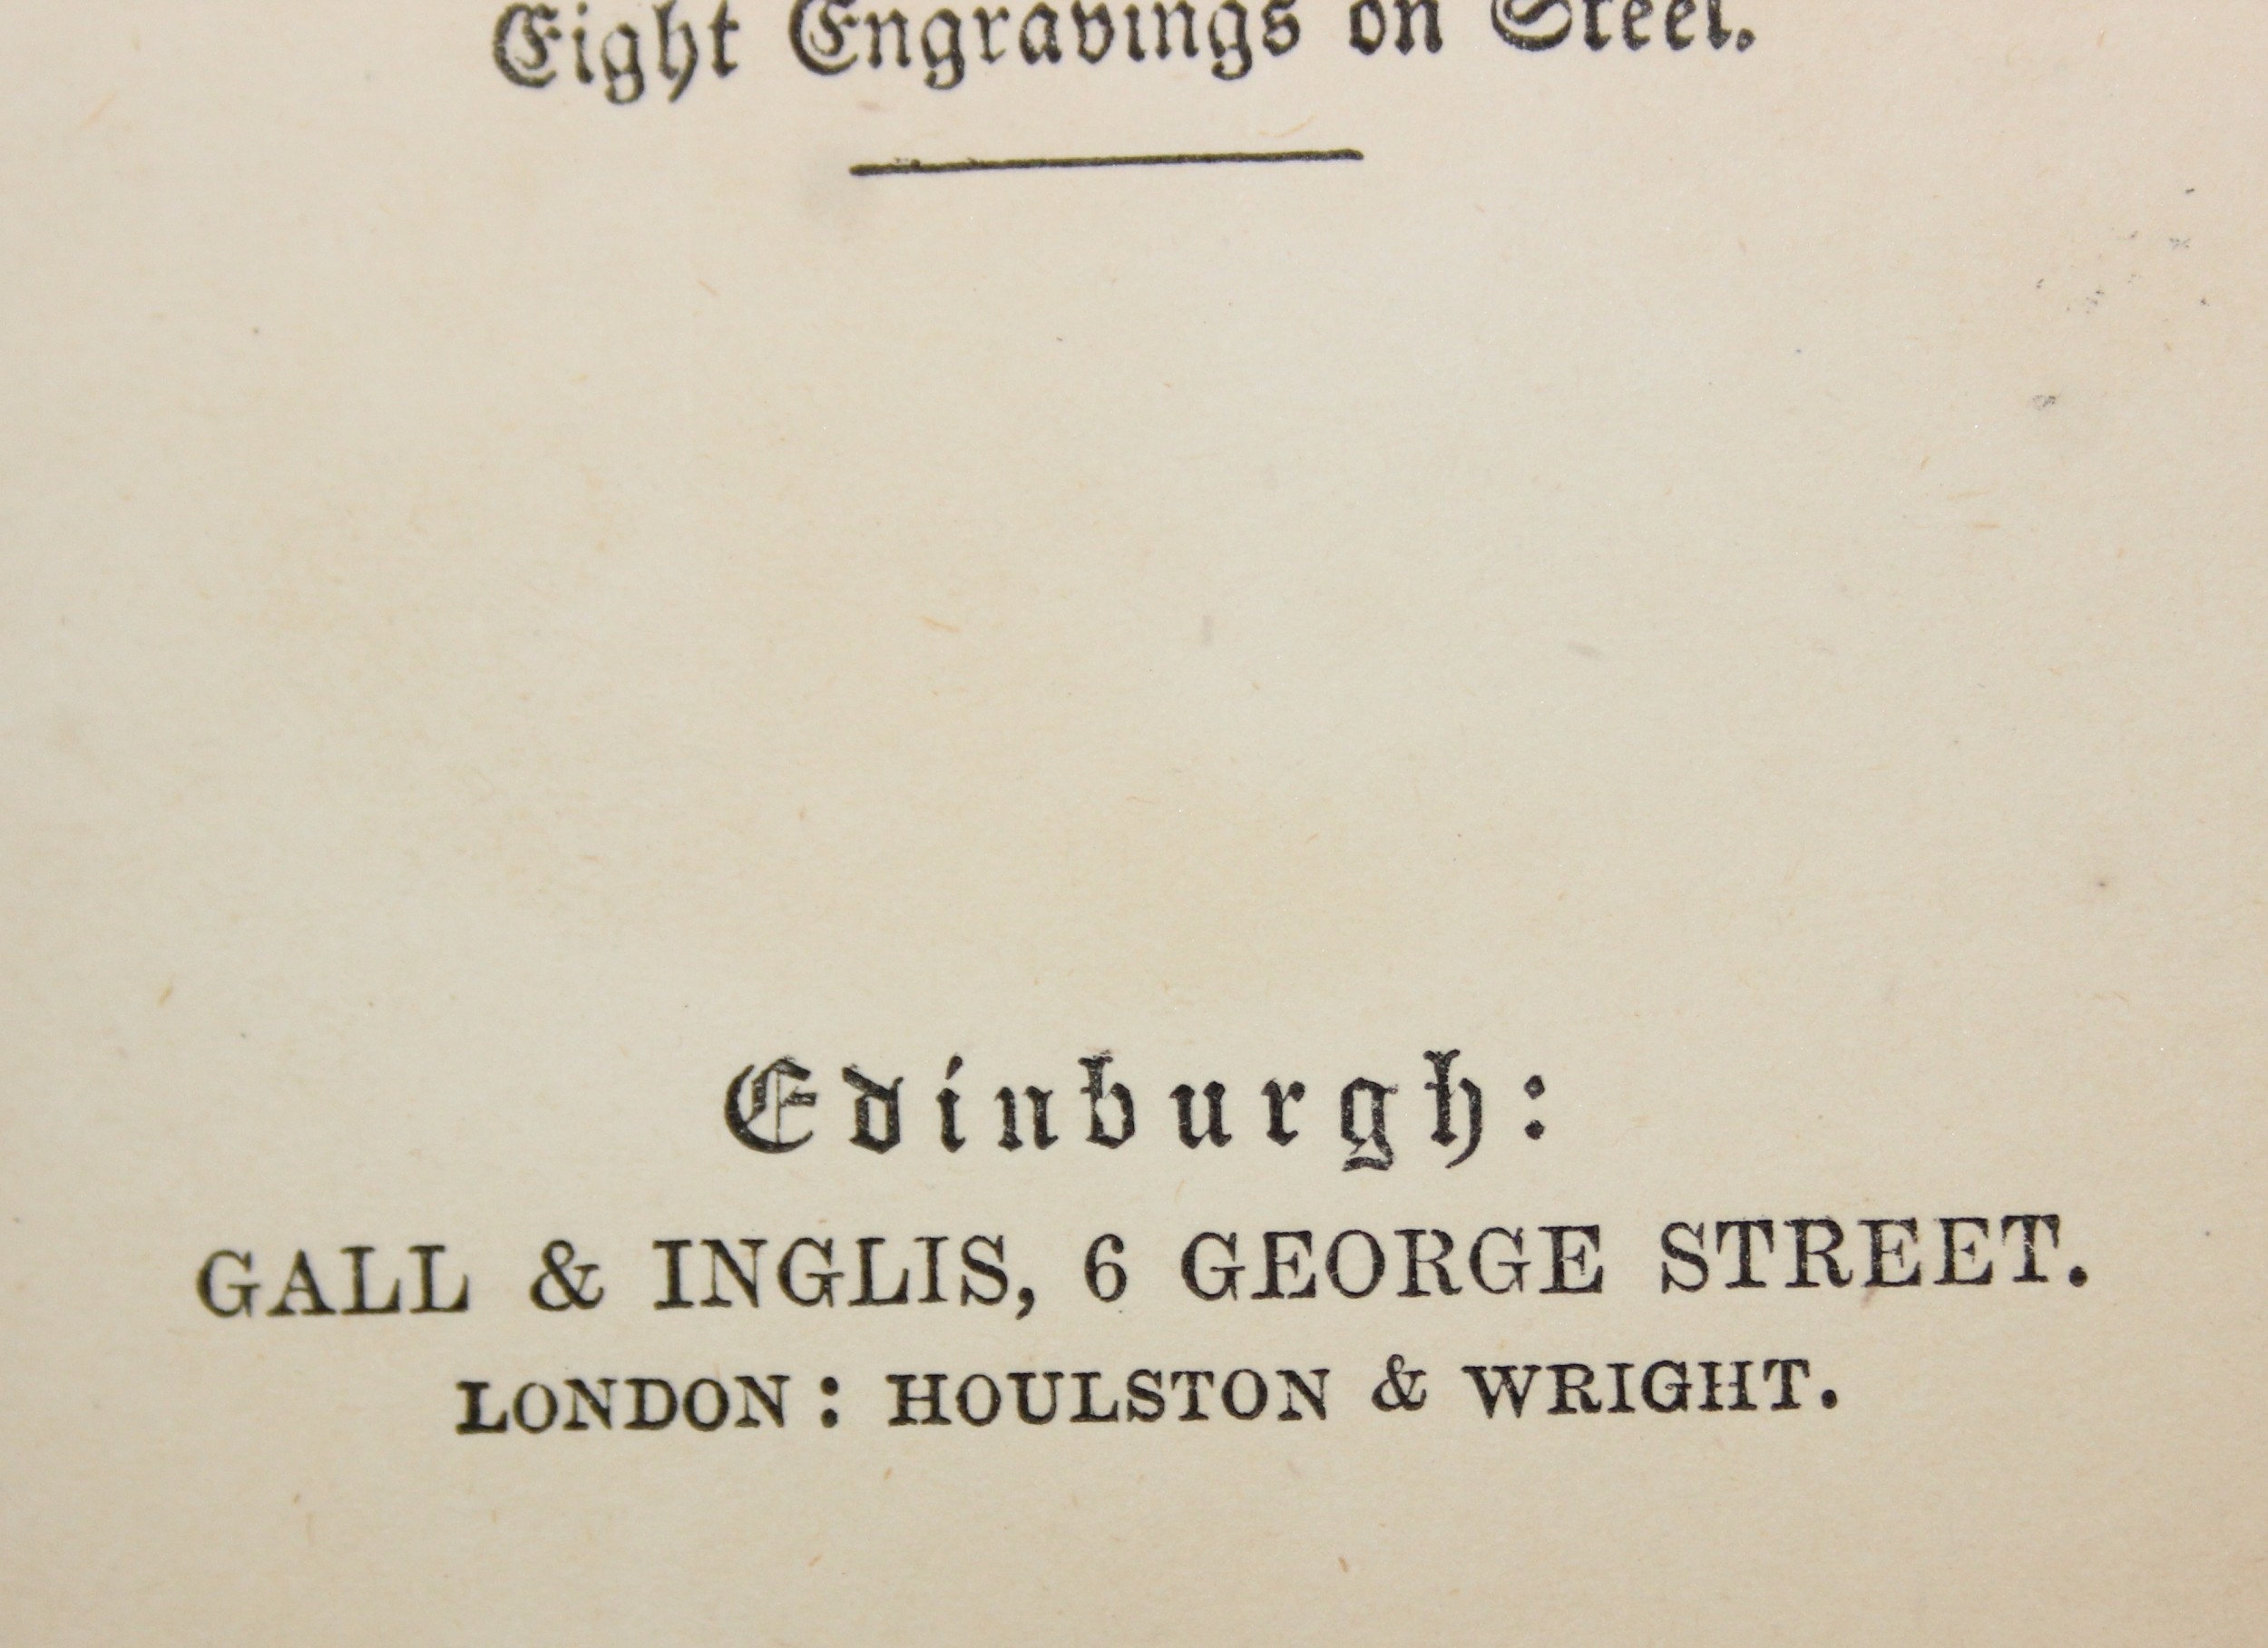 Eight Engravings on Steel.
Edinburgh:
GALL & INGLIS, 6 GEORGE STREET.
LONDON: HOULSTON & WRIGHT.